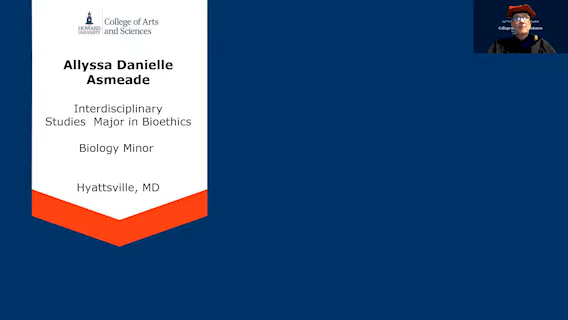 HOWARD
UNIVERSITY
College of Arts
and Sciences
Allyssa Danielle
Asmeade
Interdisciplinary
Studies  Major in Bioethics
Biology Minor
Hyattsville, MD